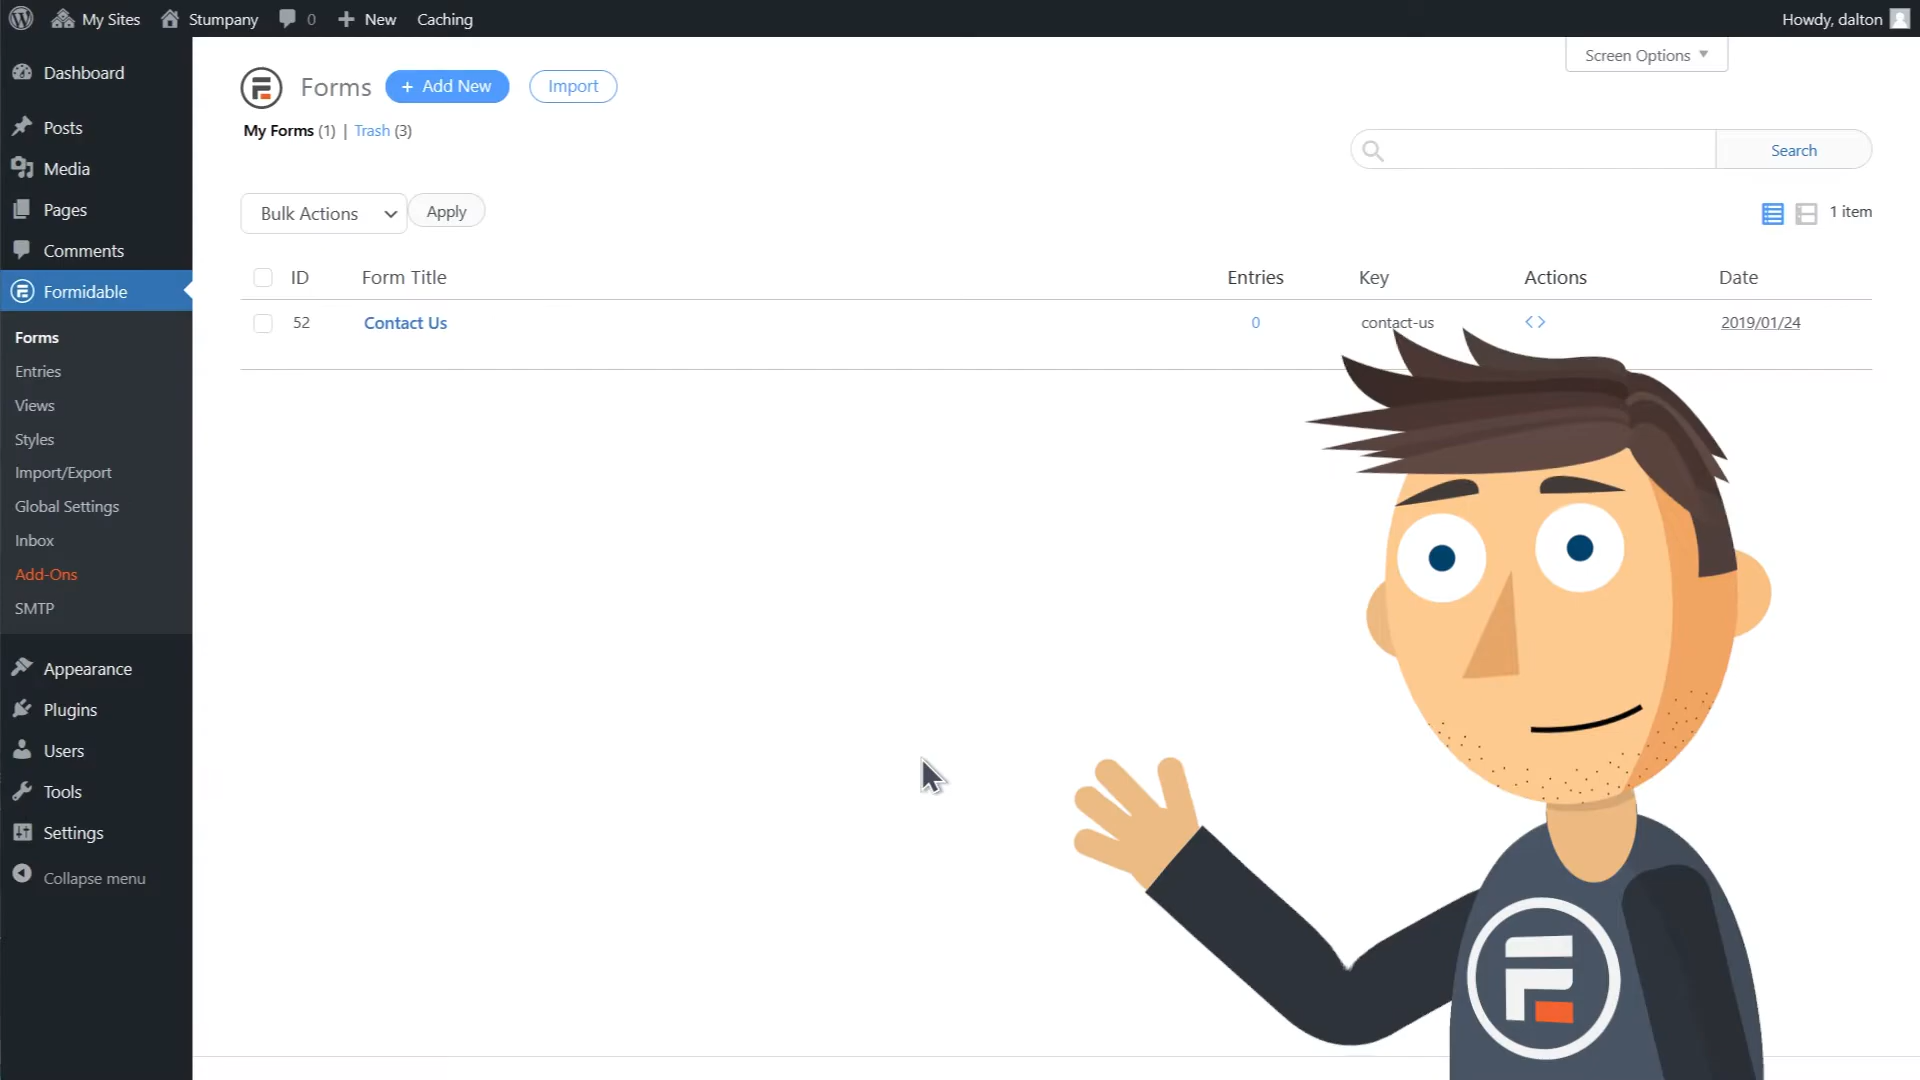 My Sites Stumpany 0 New Caching Howdy, dalton
Screen Options
Dashboard
Posts
Media
Pages
Comments
Formidable
Forms
Entries
Views
Styles
Import/Export
Global Settings
Inbox
Add-Ons
SMTP
Appearance
Plugins
Users
Tools
Settings
Collapse menu
Forms + Add New Import
My Forms (1) | Trash (3)
Search
Bulk Actions Apply
1 item
ID Form Title Entries Key Actions Date
52 Contact Us 0 contact-us <> 2019/01/24